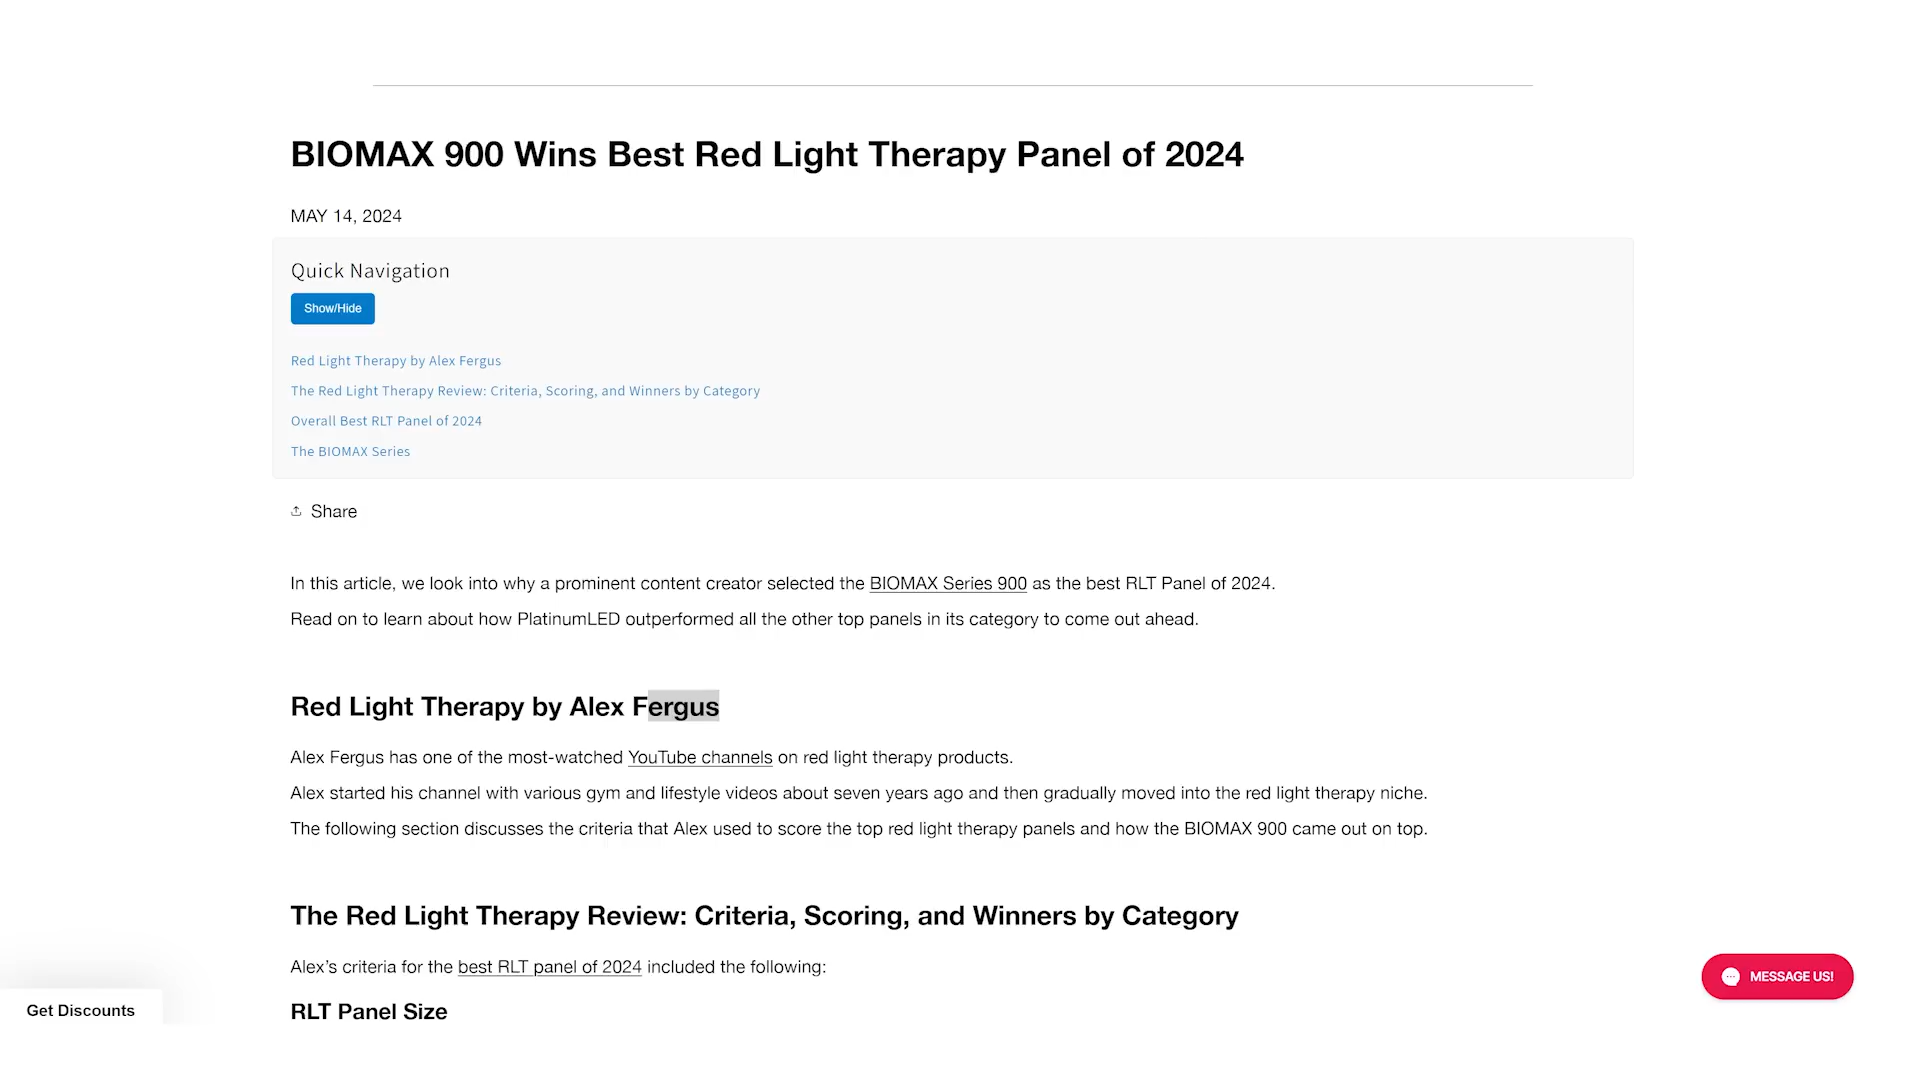 BIOMAX 900 Wins Best Red Light Therapy Panel of 2024
MAY 14, 2024
Quick Navigation
Show/Hide
Red Light Therapy by Alex Fergus
The Red Light Therapy Review: Criteria, Scoring, and Winners by Category
Overall Best RLT Panel of 2024
The BIOMAX Series
Share
In this article, we look into why a prominent content creator selected the BIOMAX Series 900 as the best RLT Panel of 2024.
Read on to learn about how PlatinumLED outperformed all the other top panels in its category to come out ahead.
Red Light Therapy by Alex Fergus
Alex Fergus has one of the most-watched YouTube channels on red light therapy products.
Alex started his channel with various gym and lifestyle videos about seven years ago and then gradually moved into the red light therapy niche.
The following section discusses the criteria that Alex used to score the top red light therapy panels and how the BIOMAX 900 came out on top.
The Red Light Therapy Review: Criteria, Scoring, and Winners by Category
Alex’s criteria for the best RLT panel of 2024 included the following:
RLT Panel Size
MESSAGE US!
Get Discounts